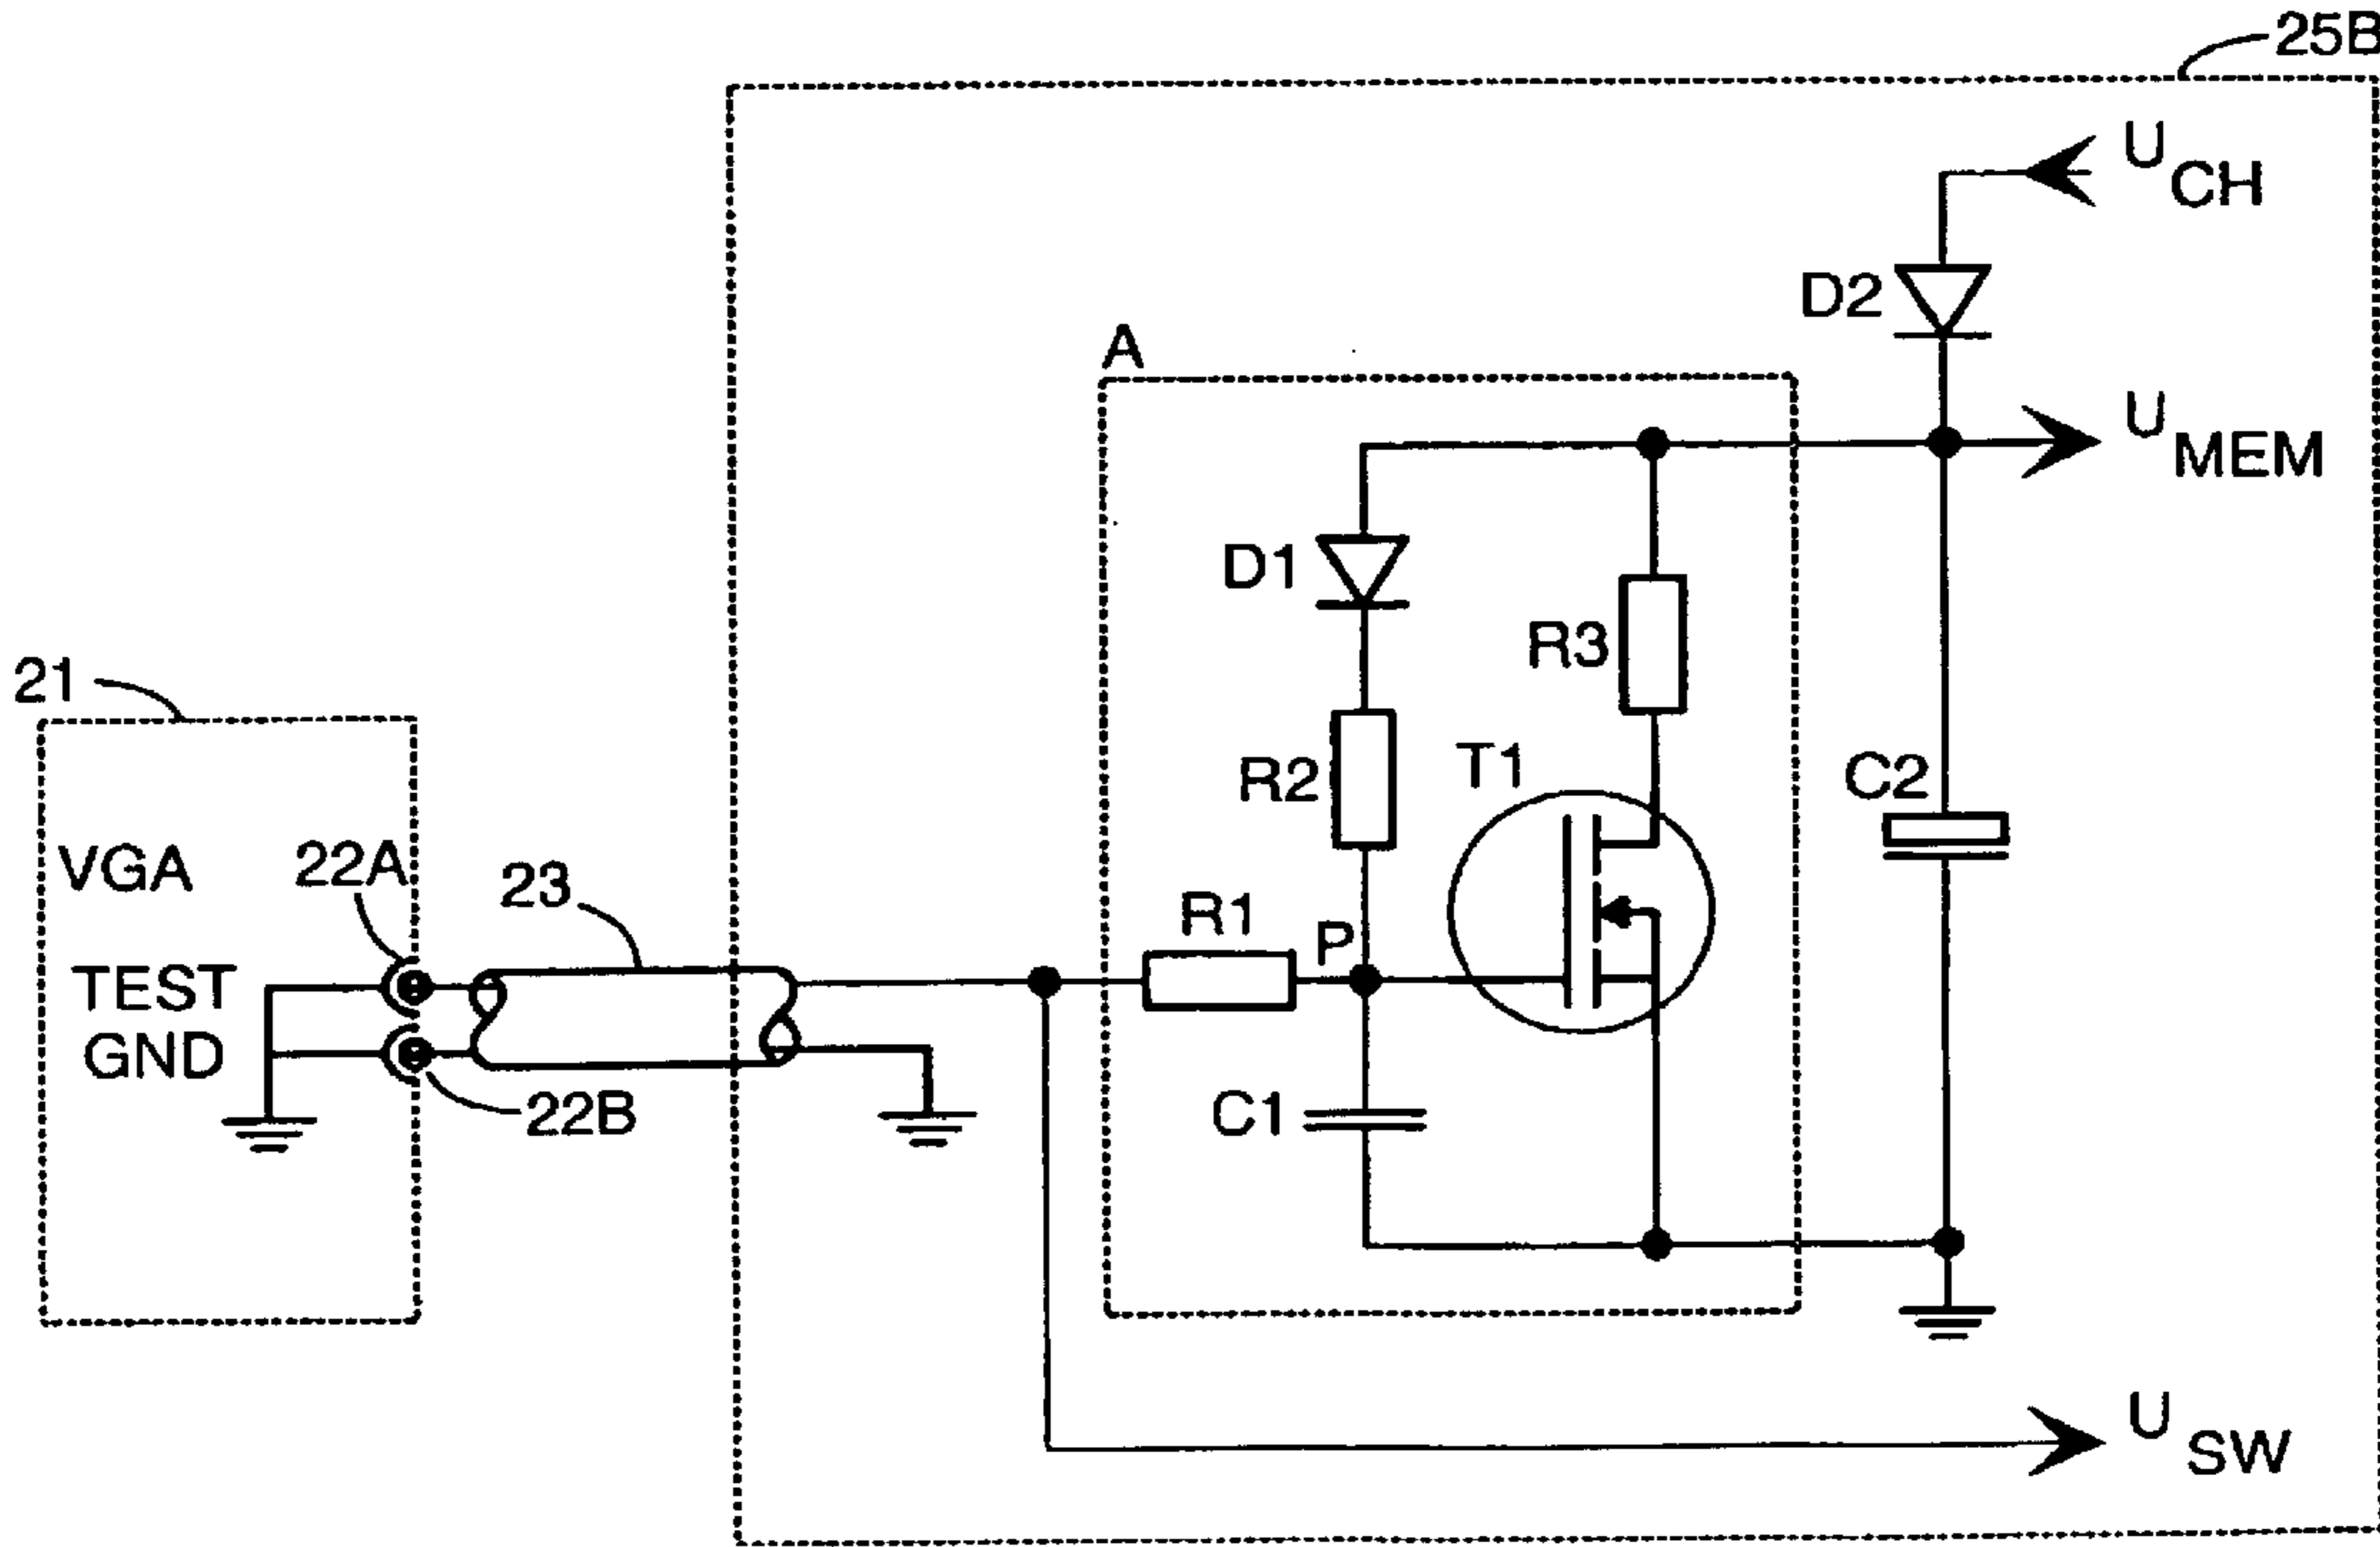 25B
U
CH
D2
A
U
MEM
D1
R3
21
R2
T1
C2
VGA
22A
23
R1
P
TEST
GND
22B
C1
U
SW